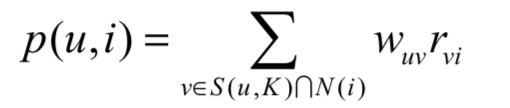 p(u,i) = ∑ w_{uv} r_{vi}
v∈S(u,K)⋂N(i)